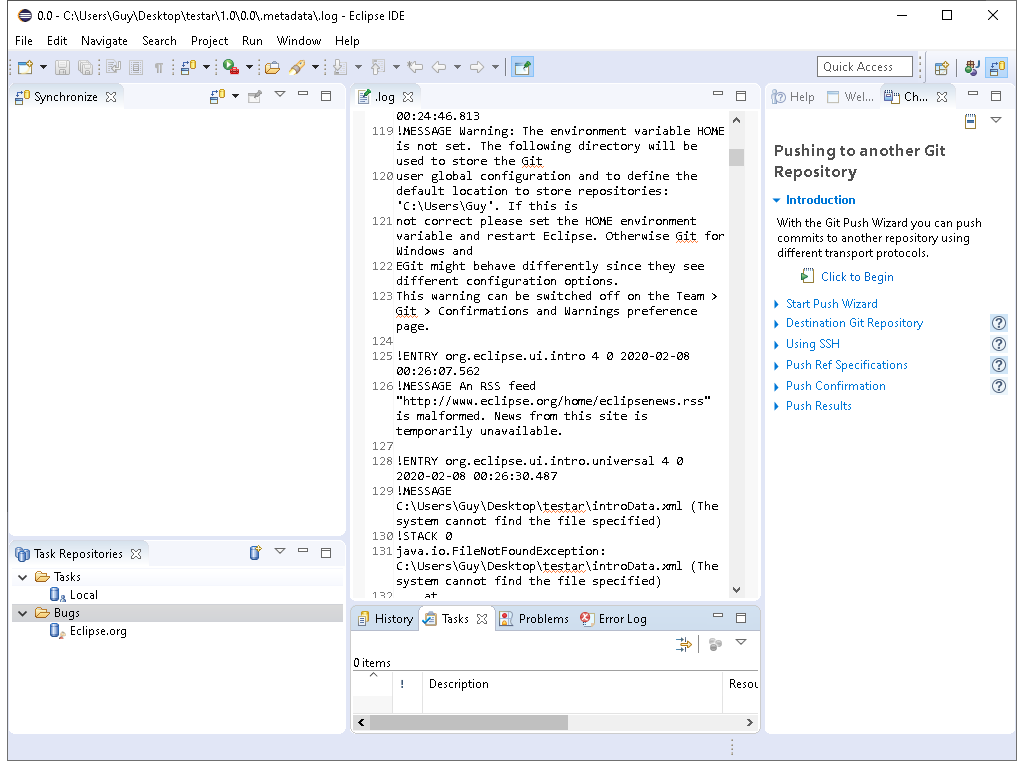 0.0 - C:\Users\Guy\Desktop\testar\1.0\0.0\.metadata\.log - Eclipse IDE
File Edit Navigate Search Project Run Window Help
Quick Access
Synchronize
.log
00:24:46.813
119 !MESSAGE Warning: The environment variable HOME
is not set. The following directory will be
used to store the Git
120 user global configuration and to define the
default location to store repositories:
'C:\Users\Guy'. If this is
121 not correct please set the HOME environment
variable and restart Eclipse. Otherwise Git for
Windows and
122 EGit might behave differently since they see
different configuration options.
123 This warning can be switched off on the Team >
Git > Confirmations and Warnings preference
page.
124
125 !ENTRY org.eclipse.ui.intro 4 0 2020-02-08
00:26:07.562
126 !MESSAGE An RSS feed
"http://www.eclipse.org/home/eclipsenews.rss"
is malformed. News from this site is
temporarily unavailable.
127
128 !ENTRY org.eclipse.ui.intro.universal 4 0
2020-02-08 00:26:30.487
129 !MESSAGE
C:\Users\Guy\Desktop\testar\introData.xml (The
system cannot find the file specified)
130 !STACK 0
131 java.io.FileNotFoundException:
C:\Users\Guy\Desktop\testar\introData.xml (The
system cannot find the file specified)
132 at
Help Wel... Ch...
Pushing to another Git
Repository
Introduction
With the Git Push Wizard you can push
commits to another repository using
different transport protocols.
Click to Begin
Start Push Wizard
Destination Git Repository
Using SSH
Push Ref Specifications
Push Confirmation
Push Results
Task Repositories
Tasks
Local
Bugs
Eclipse.org
History Tasks Problems Error Log
0 items
! Description Resou